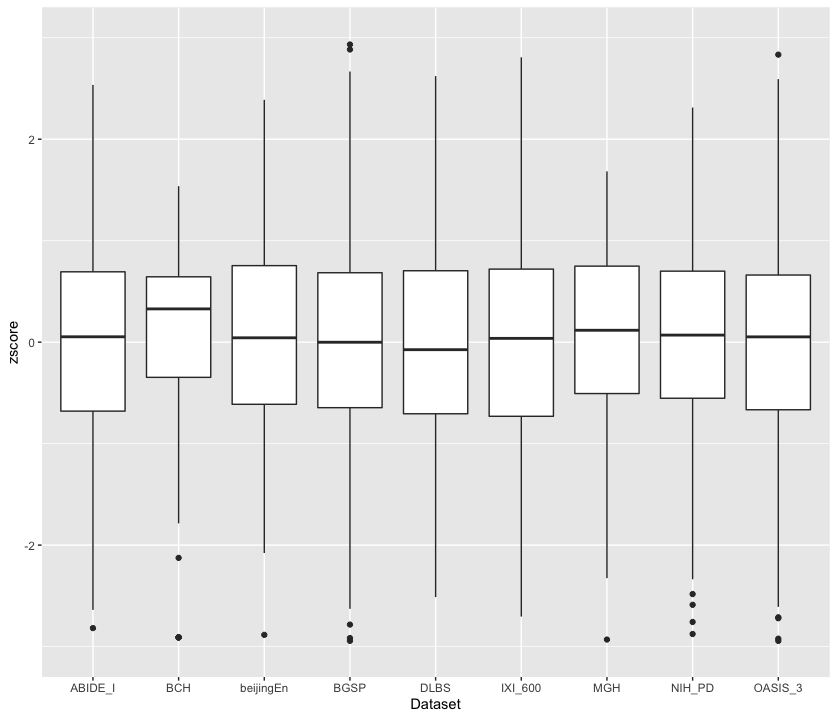 zscore
2
0
-2
ABIDE_I BCH beijingEn BGSP DLBS IXI_600 MGH NIH_PD OASIS_3
Dataset